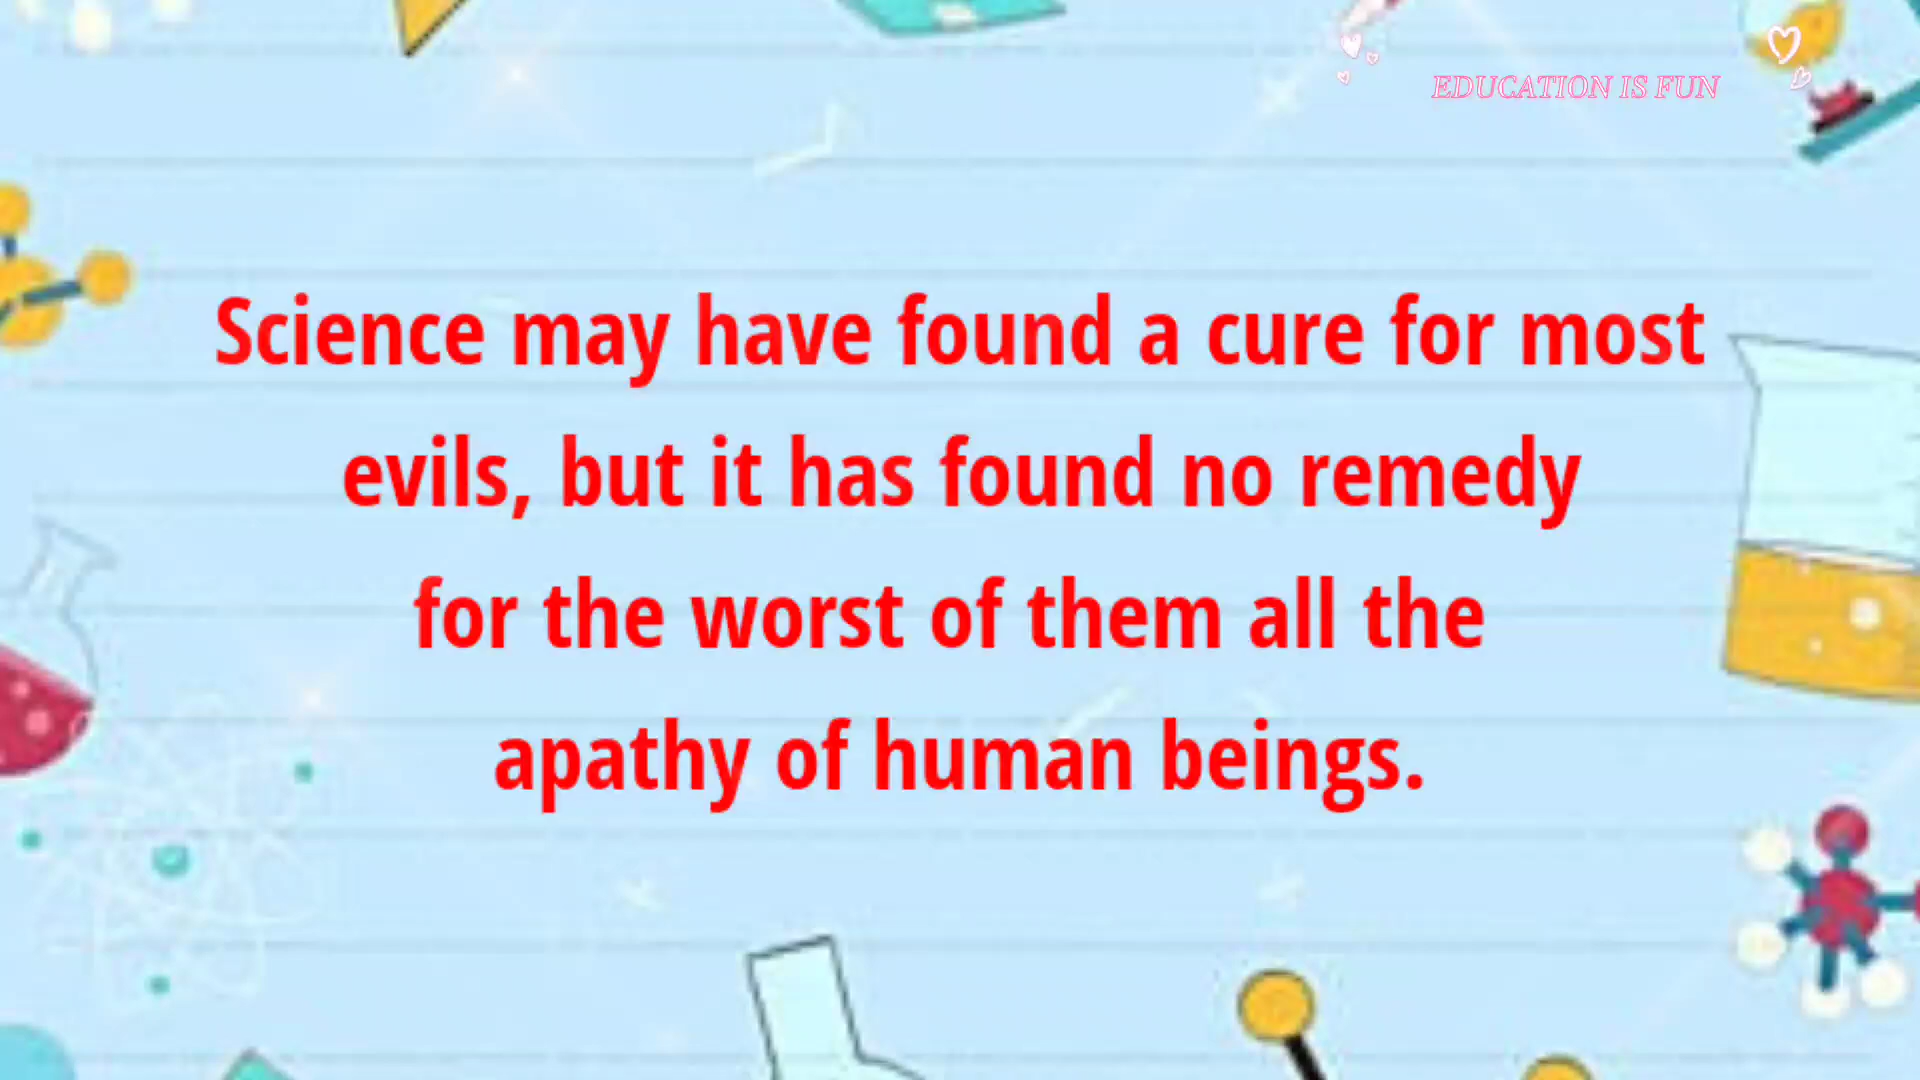 EDUCATION IS FUN
Science may have found a cure for most
evils, but it has found no remedy
for the worst of them all the
apathy of human beings.